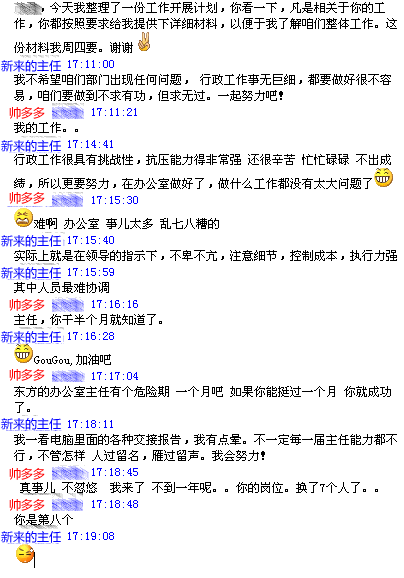 ，今天我整理了一份工作开展计划，你看一下，凡是相关于你的工
作，你都按照要求给我提供下详细材料，以便于我了解咱们整体工作。这
份材料我周四要。谢谢
新来的主任 17:11:00
我不希望咱们部门出现任何问题， 行政工作事无巨细，都要做好很不容
易，咱们要做到不求有功，但求无过。一起努力吧！
帅多多 17:11:21
我的工作。。
新来的主任 17:14:41
行政工作很具有挑战性，抗压能力得非常强 还很辛苦 忙忙碌碌 不出成
绩，所以更要努力，在办公室做好了，做什么工作都没有太大问题了
帅多多 17:15:30
难啊 办公室 事儿太多 乱七八糟的
新来的主任 17:15:40
实际上就是在领导的指示下，不卑不亢，注意细节，控制成本，执行力强
新来的主任 17:15:59
其中人员最难协调
帅多多 17:16:16
主任，你干半个月就知道了。
新来的主任 17:16:28
GouGou,加油吧
帅多多 17:17:04
东方的办公室主任有个危险期 一个月吧 如果你能挺过一个月 你就成功
了。
新来的主任 17:18:11
我一看电脑里面的各种交接报告，我有点晕。不一定每一届主任能力都不
行，不管怎样 人过留名，雁过留声。我会努力！
帅多多 17:18:45
真事儿 不忽悠 我来了 不到一年呢。。你的岗位。换了7个人了。。
帅多多 17:18:48
你是第八个
新来的主任 17:19:08